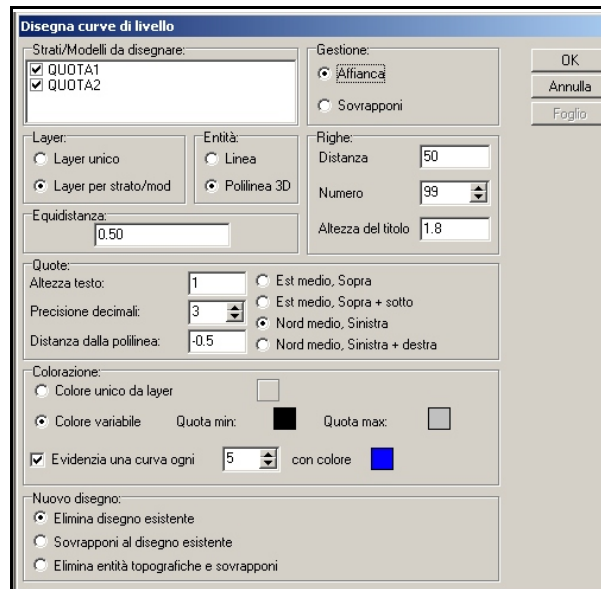 Disegna curve di livello
Strati/Modelli da disegnare:
QUOTA1
QUOTA2
Gestione:
Affianca
Sovrapponi
OK
Annulla
Foglio
Layer:
Layer unico
Layer per strato/mod
Entità:
Linea
Polilinea 3D
Righe:
Distanza 50
Numero 99
Altezza del titolo 1.8
Equidistanza:
0.50
Quote:
Altezza testo: 1
Precisione decimali: 3
Distanza dalla polilinea: -0.5
Est medio, Sopra
Est medio, Sopra + sotto
Nord medio, Sinistra
Nord medio, Sinistra + destra
Colorazione:
Colore unico da layer
Colore variabile Quota min: Quota max:
Evidenzia una curva ogni 5 con colore
Nuovo disegno:
Elimina disegno esistente
Sovrapponi al disegno esistente
Elimina entità topografiche e sovrapponi